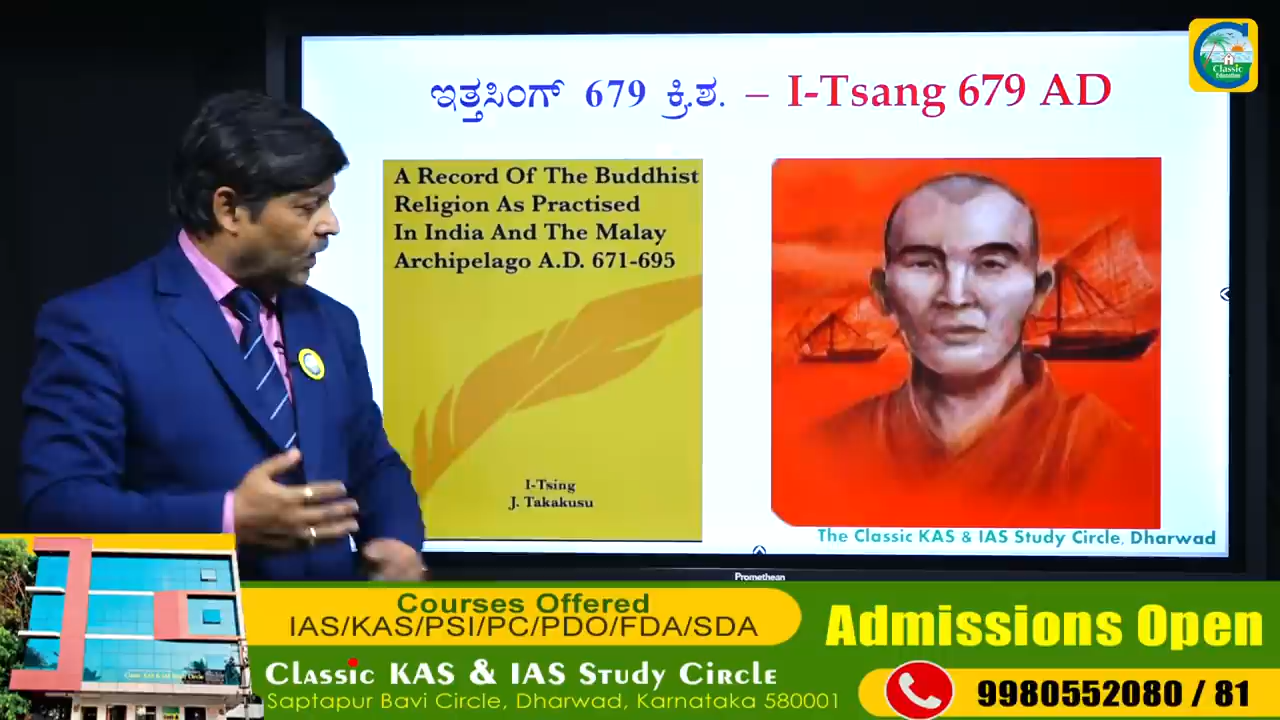 ಇತ್ತಸಿಂಗ್ 679 ಕ್ರಿ.ಶ. – I-Tsang 679 AD
Classic
Education
A Record Of The Buddhist
Religion As Practised
In India And The Malay
Archipelago A.D. 671-695
I-Tsing
J. Takakusu
The Classic KAS & IAS Study Circle, Dharwad
Promethean
Courses Offered
IAS/KAS/PSI/PC/PDO/FDA/SDA
Classic KAS & IAS Study Circle
Saptapur Bavi Circle, Dharwad, Karnataka 580001
Admissions Open
9980552080 / 81